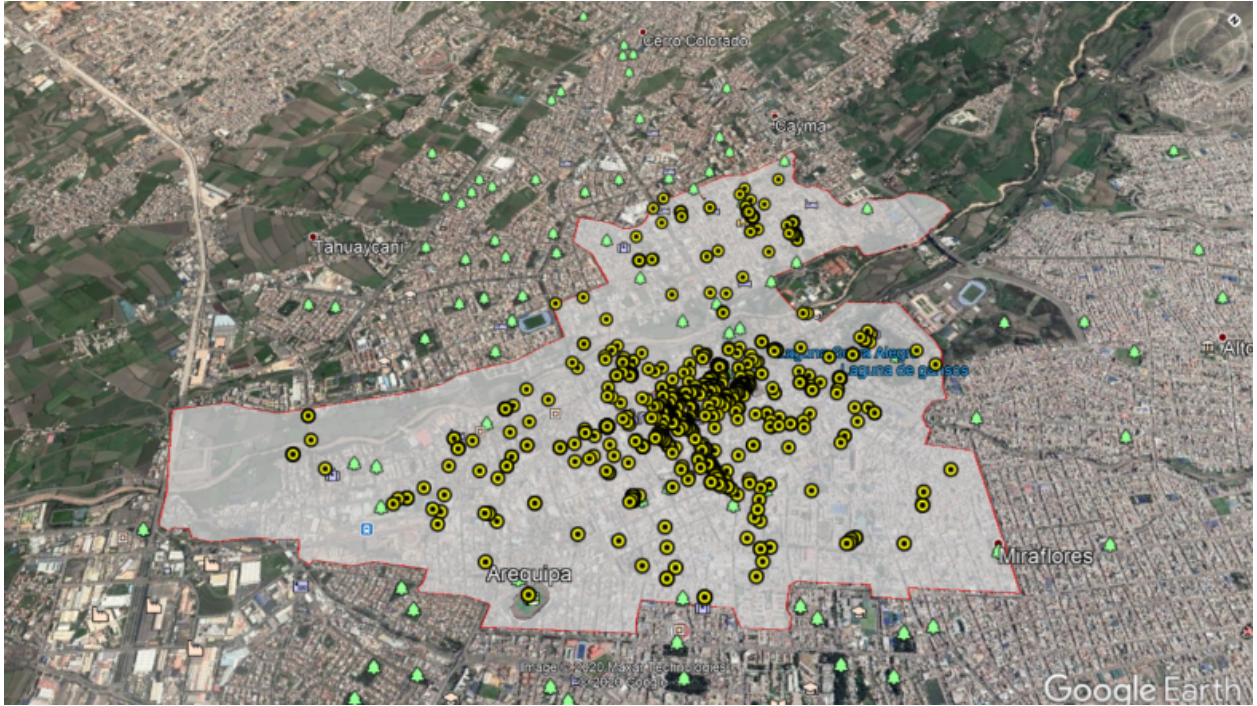 Cerro Colorado
Cayma
Tahuaycani
Alto
Laguna de gansos
Miraflores
Arequipa
Image © 2020 Maxar Technologies
© 2020 Google
Google Earth